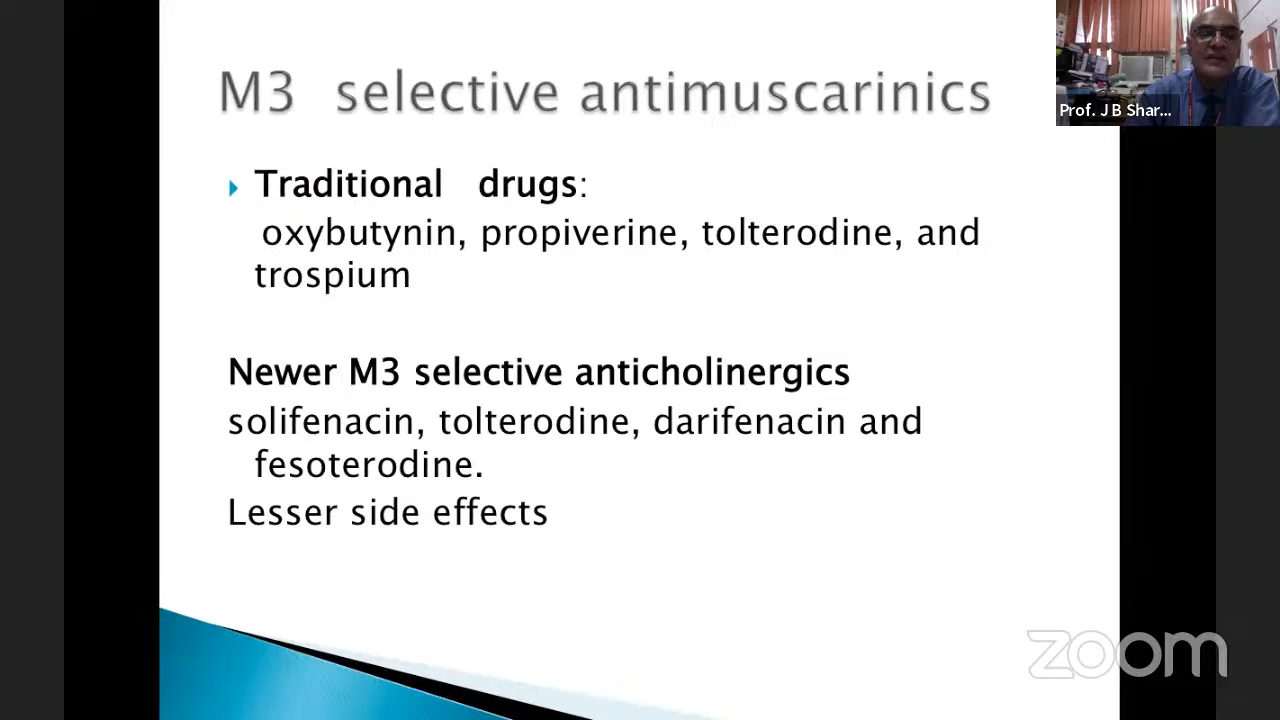 M3 selective antimuscarinics
Prof. J B Shar...
Traditional drugs:
oxybutynin, propiverine, tolterodine, and
trospium
Newer M3 selective anticholinergics
solifenacin, tolterodine, darifenacin and
fesoterodine.
Lesser side effects
zoom